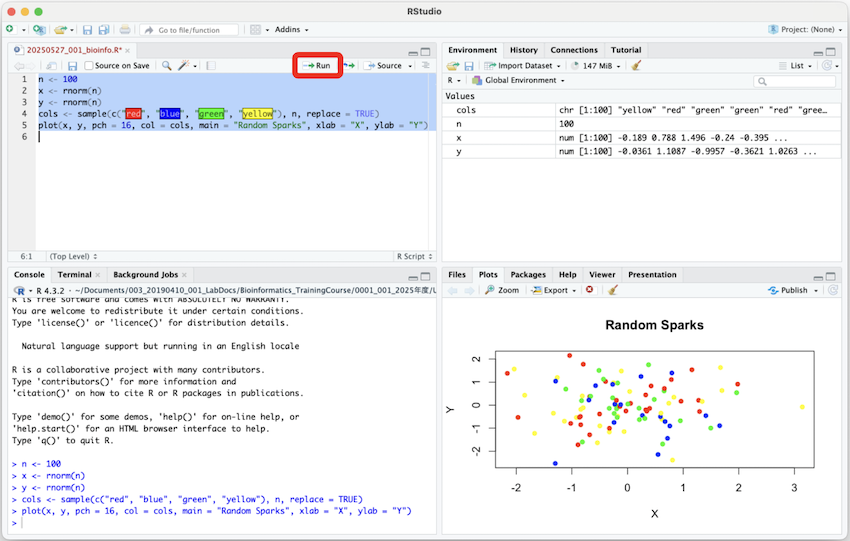 RStudio
Go to file/function
Addins
Project: (None)
20250527_001_bioinfo.R*
Source on Save
Run
Source
1 n <- 100
2 x <- rnorm(n)
3 y <- rnorm(n)
4 cols <- sample(c("red", "blue", "green", "yellow"), n, replace = TRUE)
5 plot(x, y, pch = 16, col = cols, main = "Random Sparks", xlab = "X", ylab = "Y")
6
6:1 (Top Level) R Script
Environment History Connections Tutorial
Import Dataset 147 MiB List
R Global Environment
Values
cols chr [1:100] "yellow" "red" "green" "green" "red" "gree...
n 100
x num [1:100] -0.189 0.788 1.496 -0.24 -0.395 ...
y num [1:100] -0.0361 1.1087 -0.9957 -0.3621 1.0263 ...
Console Terminal Background Jobs
R 4.3.2 · ~/Documents/003_20190410_001_LabDocs/Bioinformatics_TrainingCourse/0001_001_2025年度/
R is free software and comes with ABSOLUTELY NO WARRANTY.
You are welcome to redistribute it under certain conditions.
Type 'license()' or 'licence()' for distribution details.
Natural language support but running in an English locale
R is a collaborative project with many contributors.
Type 'contributors()' for more information and
'citation()' on how to cite R or R packages in publications.
Type 'demo()' for some demos, 'help()' for on-line help, or
'help.start()' for an HTML browser interface to help.
Type 'q()' to quit R.
> n <- 100
> x <- rnorm(n)
> y <- rnorm(n)
> cols <- sample(c("red", "blue", "green", "yellow"), n, replace = TRUE)
> plot(x, y, pch = 16, col = cols, main = "Random Sparks", xlab = "X", ylab = "Y")
>
Files Plots Packages Help Viewer Presentation
Zoom Export Publish
Random Sparks
2
1
0
-1
-2
Y
-2 -1 0 1 2 3
X